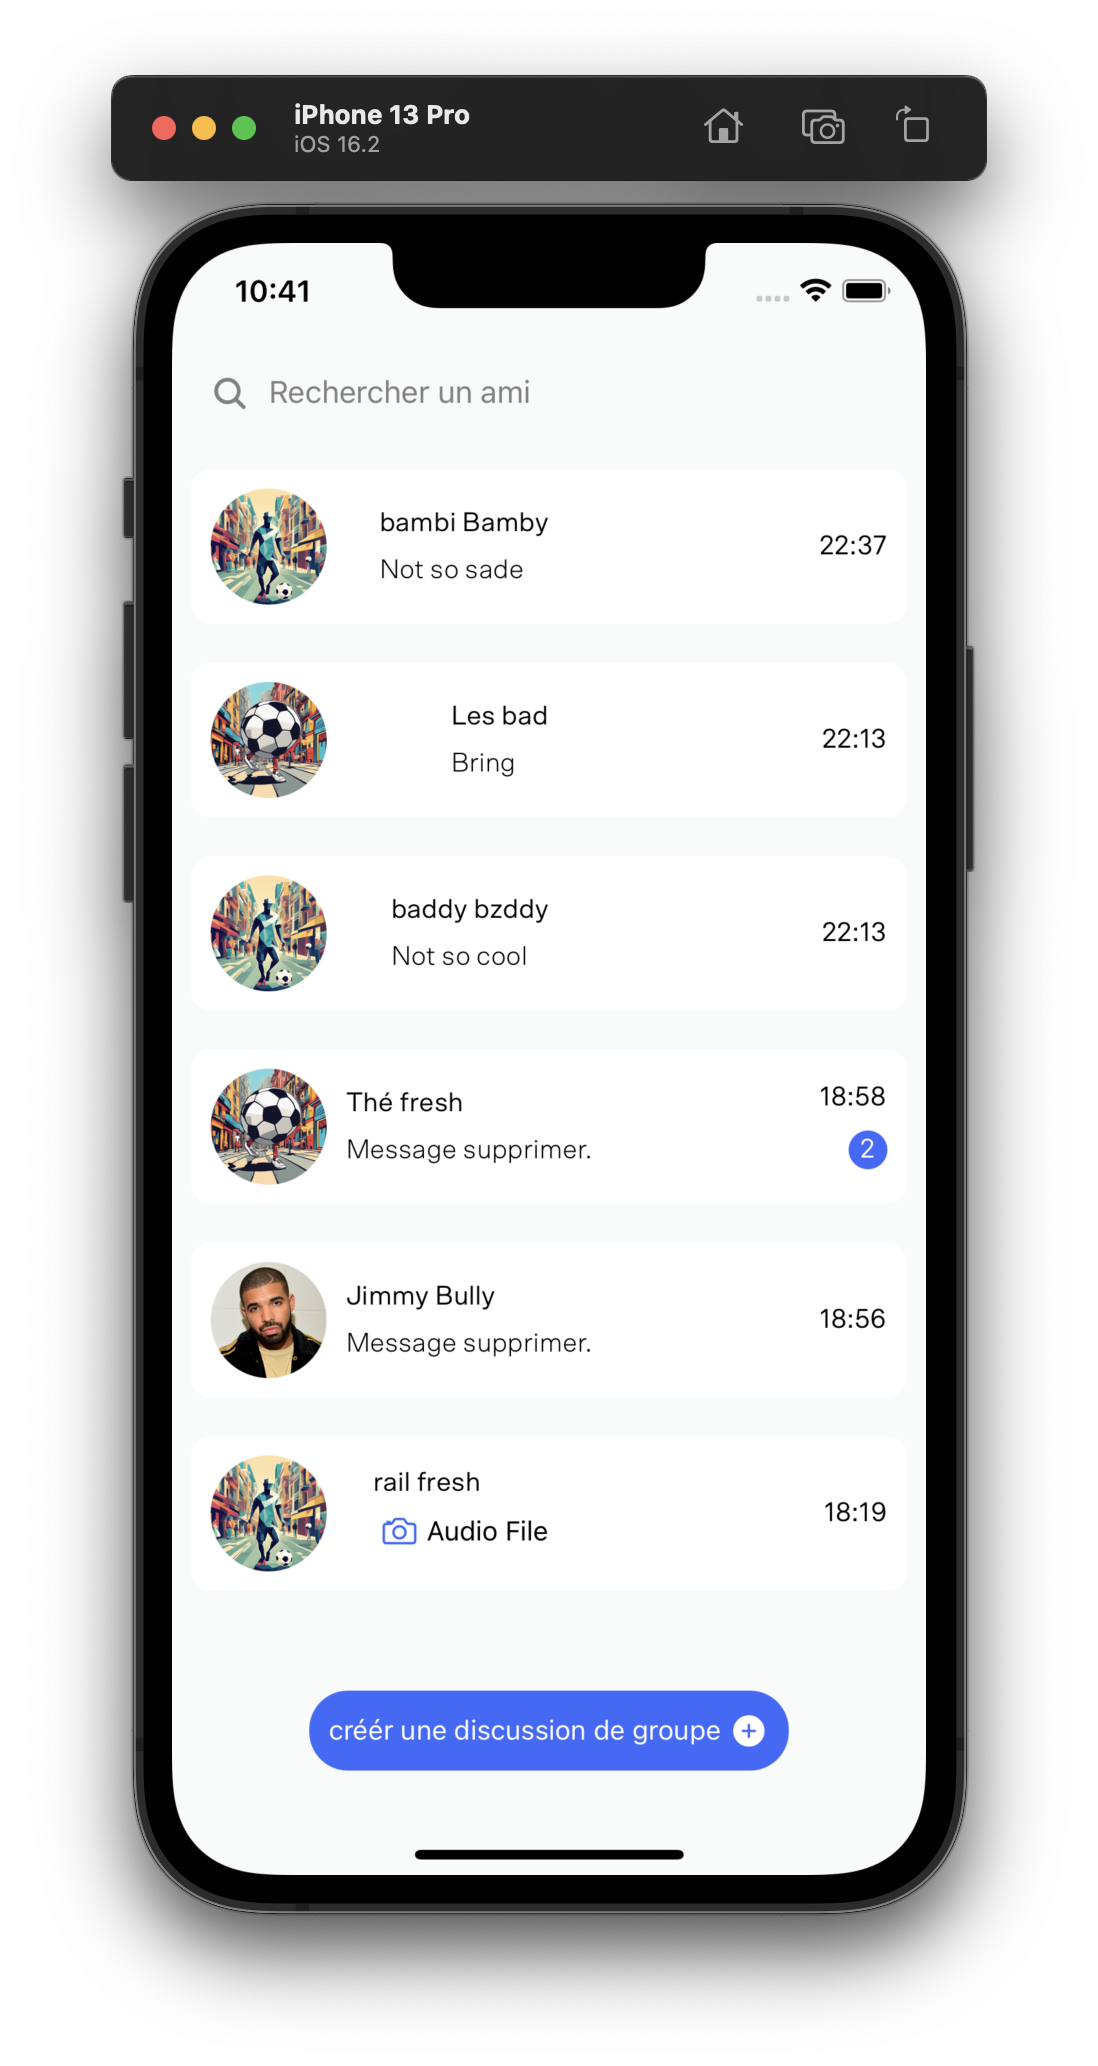 iPhone 13 Pro
iOS 16.2
10:41
Rechercher un ami
bambi Bamby
Not so sade
22:37
Les bad
Bring
22:13
baddy bzddy
Not so cool
22:13
Thé fresh
Message supprimer.
18:58
2
Jimmy Bully
Message supprimer.
18:56
rail fresh
Audio File
18:19
créér une discussion de groupe